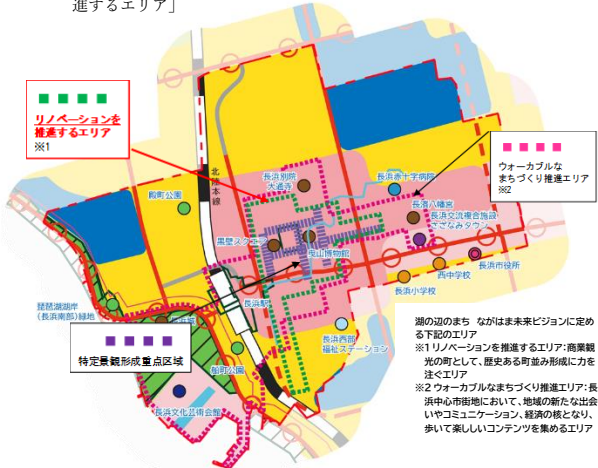 進するエリア」
リノベーションを
推進するエリア
※1
北陸本線
ウォーカブルな
まちづくり推進エリア
※2
殿町公園
長浜別院
大通寺
長浜赤十字病院
長濱八幡宮
長浜交流複合施設
さざなみタウン
黒壁スクエア
曳山博物館
長浜市役所
西中学校
長浜小学校
長浜駅
琵琶湖湖岸
(長浜南部)緑地
長浜城
特定景観形成重点区域
長浜西部
福祉ステーション
船町公園
長浜文化芸術会館
湖の辺のまち ながはま未来ビジョンに定め
る下記のエリア
※1 リノベーションを推進するエリア:商業観
光の町として、歴史ある町並み形成に力を
注ぐエリア
※2 ウォーカブルなまちづくり推進エリア:長
浜中心市街地において、地域の新たな出会
いやコミュニケーション、経済の核となり、
歩いて楽ししいコンテンツを集めるエリア